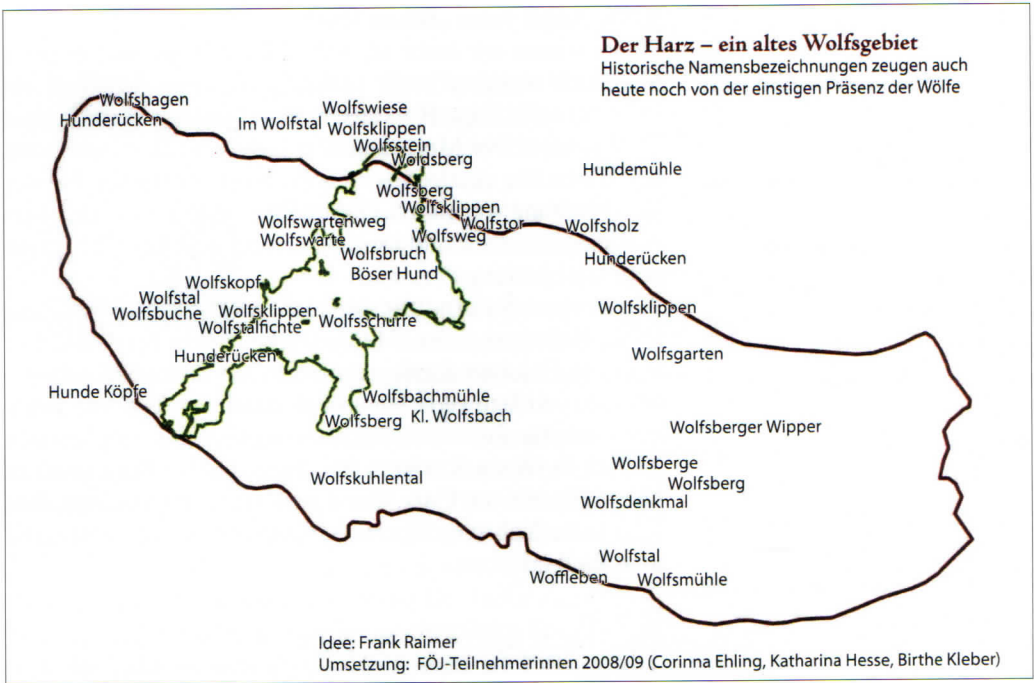 Der Harz – ein altes Wolfsgebiet
Historische Namensbezeichnungen zeugen auch
heute noch von der einstigen Präsenz der Wölfe
Wolfshagen
Hunderücken
Im Wolfstal
Wolfswiese
Wolfsklippen
Wolfsstein
Woldsberg
Hundemühle
Wolfsberg
Wolfsklippen
Wolfstor
Wolfsholz
Wolfswartenweg
Wolfswarte
Wolfsweg
Wolfsbruch
Böser Hund
Hunderücken
Wolfskopf
Wolfstal
Wolfsbuche
Wolfsklippen
Wolfstalfichte
Wolfsschurre
Wolfsklippen
Hunderücken
Wolfsgarten
Hunde Köpfe
Wolfsbachmühle
Kl. Wolfsbach
Wolfsberg
Wolfsberger Wipper
Wolfskuhlental
Wolfsberge
Wolfsberg
Wolfsdenkmal
Wolfstal
Woffleben
Wolfsmühle
Idee: Frank Raimer
Umsetzung: FÖJ-Teilnehmerinnen 2008/09 (Corinna Ehling, Katharina Hesse, Birthe Kleber)